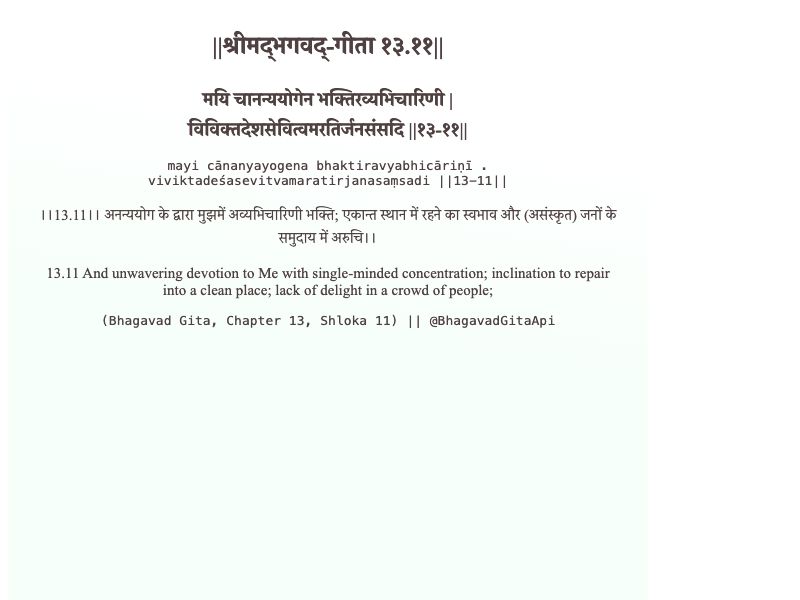 ||श्रीमद्‍भगवद्‍-गीता १३.११||
मयि चानन्ययोगेन भक्तिरव्यभिचारिणी |
विविक्तदेशसेवित्वमरतिर्जनसंसदि ||१३-११||
mayi cānanyayogena bhaktiravyabhicāriṇī .
viviktadeśasevitvamaratirjanasaṃsadi ||13-11||
।।13.11।। अनन्ययोग के द्वारा मुझमें अव्यभिचारिणी भक्ति; एकान्त स्थान में रहने का स्वभाव और (असंस्कृत) जनों के
समुदाय में अरुचि।।
13.11 And unwavering devotion to Me with single-minded concentration; inclination to repair
into a clean place; lack of delight in a crowd of people;
(Bhagavad Gita, Chapter 13, Shloka 11) || @BhagavadGitaApi